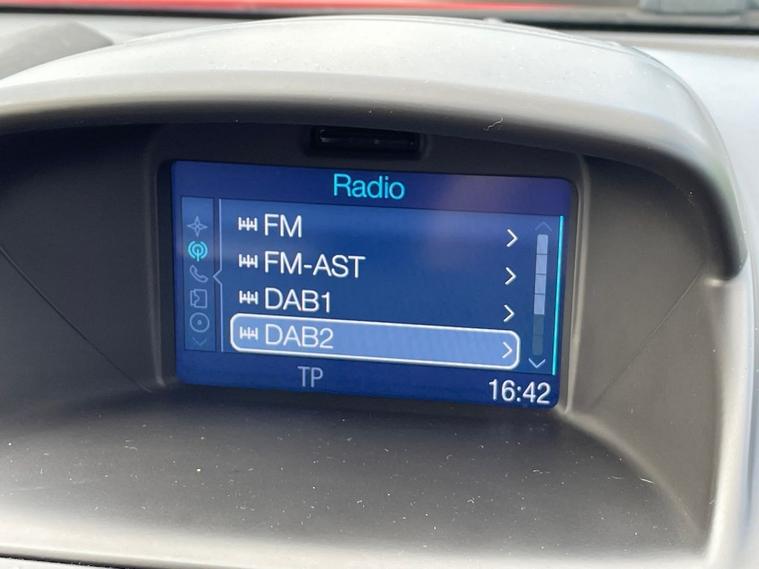 Radio
FM
FM-AST
DAB1
DAB2
TP
16:42